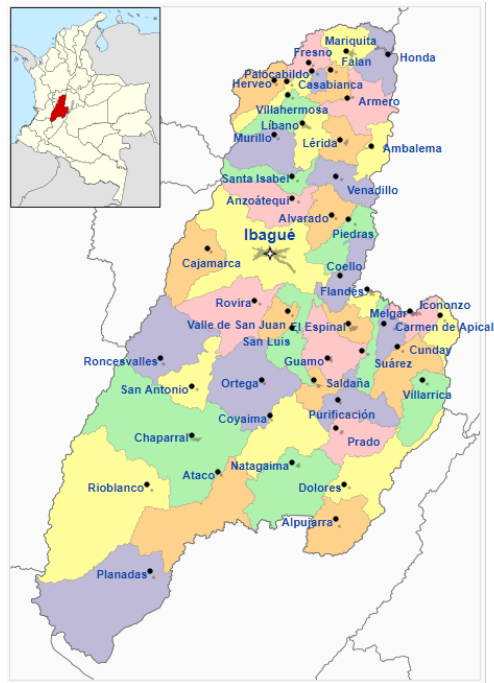 Mariquita
Fresno
Honda
Falan
Palocabildo
Herveo
Casabianca
Armero
Villahermosa
Líbano
Murillo
Lérida
Ambalema
Santa Isabel
Venadillo
Anzoátequi
Alvarado
Piedras
Ibagué
Cajamarca
Coello
Flandes
Rovira
Melgar
Icononzo
Valle de San Juan
El Espinal
Carmen de Apical
San Luis
Cunday
Roncesvalles
Guamo
Suárez
San Antonio
Ortega
Saldaña
Villarrica
Coyaima
Purificación
Chaparral
Prado
Natagaima
Ataco
Rioblanco
Dolores
Alpujarra
Planadas